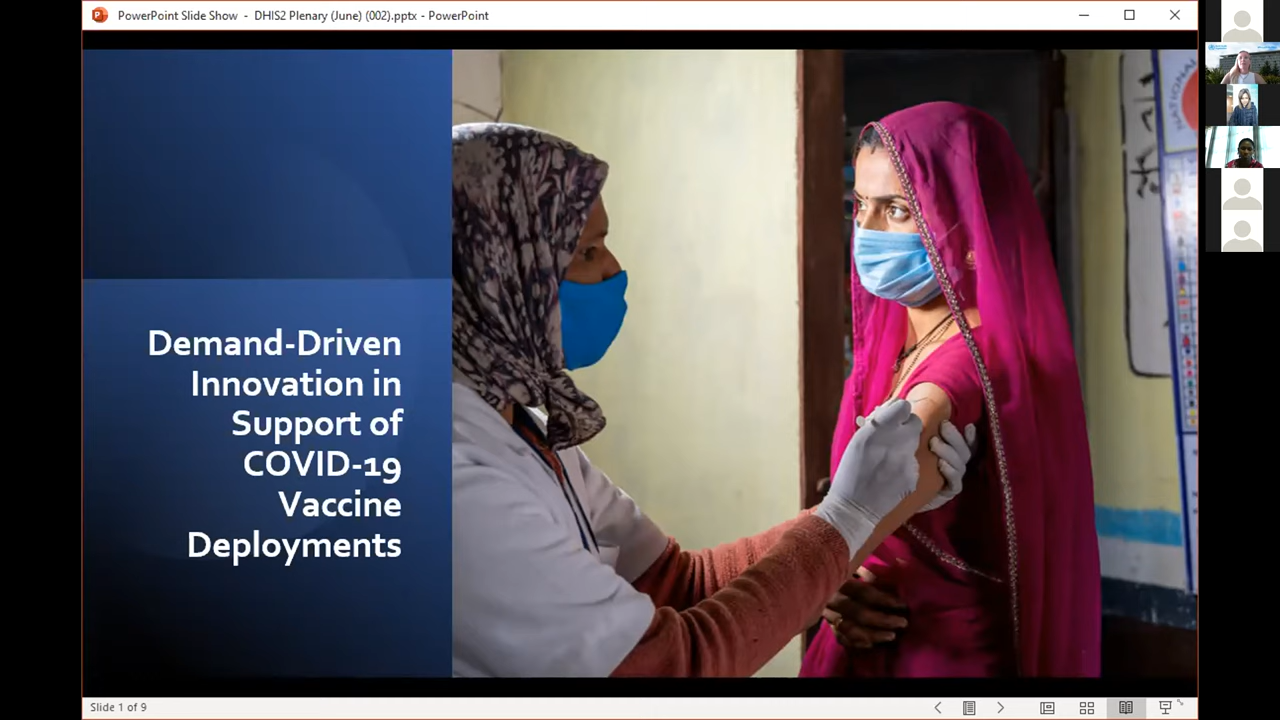 PowerPoint Slide Show - DHIS2 Plenary (June) (002).pptx - PowerPoint
Demand-Driven
Innovation in
Support of
COVID-19
Vaccine
Deployments
NATIONAL
Slide 1 of 9